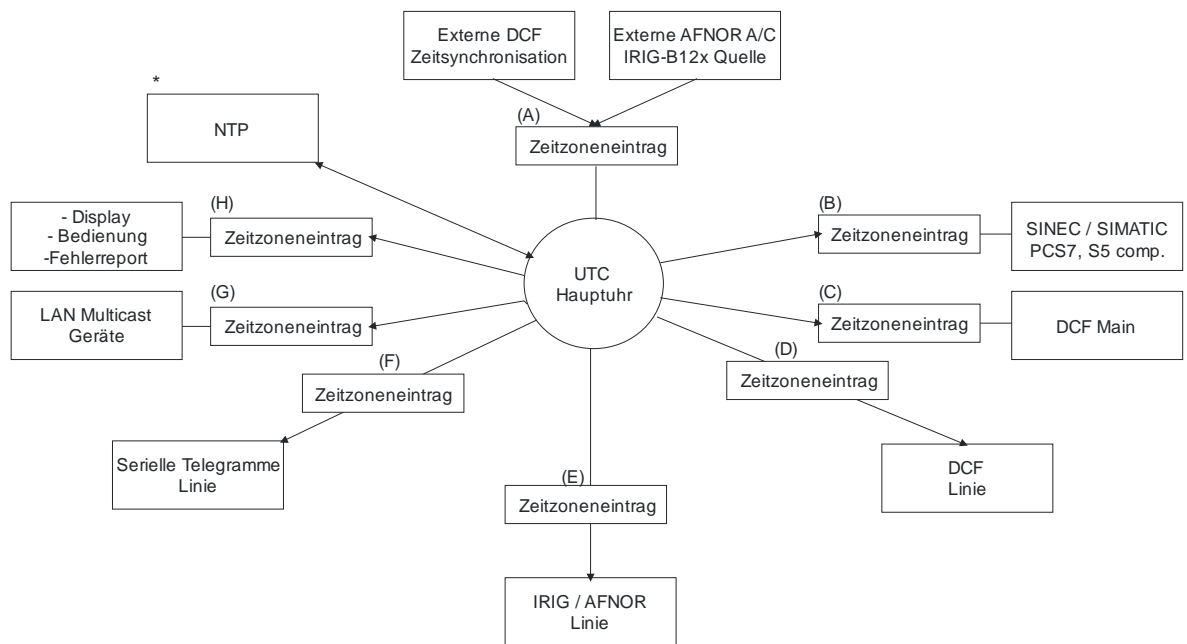 Externe DCF
Zeitsynchronisation
Externe AFNOR A/C
IRIG-B12x Quelle
*
NTP
(A)
Zeitzoneneintrag
- Display
- Bedienung
-Fehlerreport
(H)
Zeitzoneneintrag
(B)
Zeitzoneneintrag
SINEC / SIMATIC
PCS7, S5 comp.
UTC
Hauptuhr
LAN Multicast
Geräte
(G)
Zeitzoneneintrag
(C)
Zeitzoneneintrag
DCF Main
(F)
Zeitzoneneintrag
(D)
Zeitzoneneintrag
Serielle Telegramme
Linie
DCF
Linie
(E)
Zeitzoneneintrag
IRIG / AFNOR
Linie